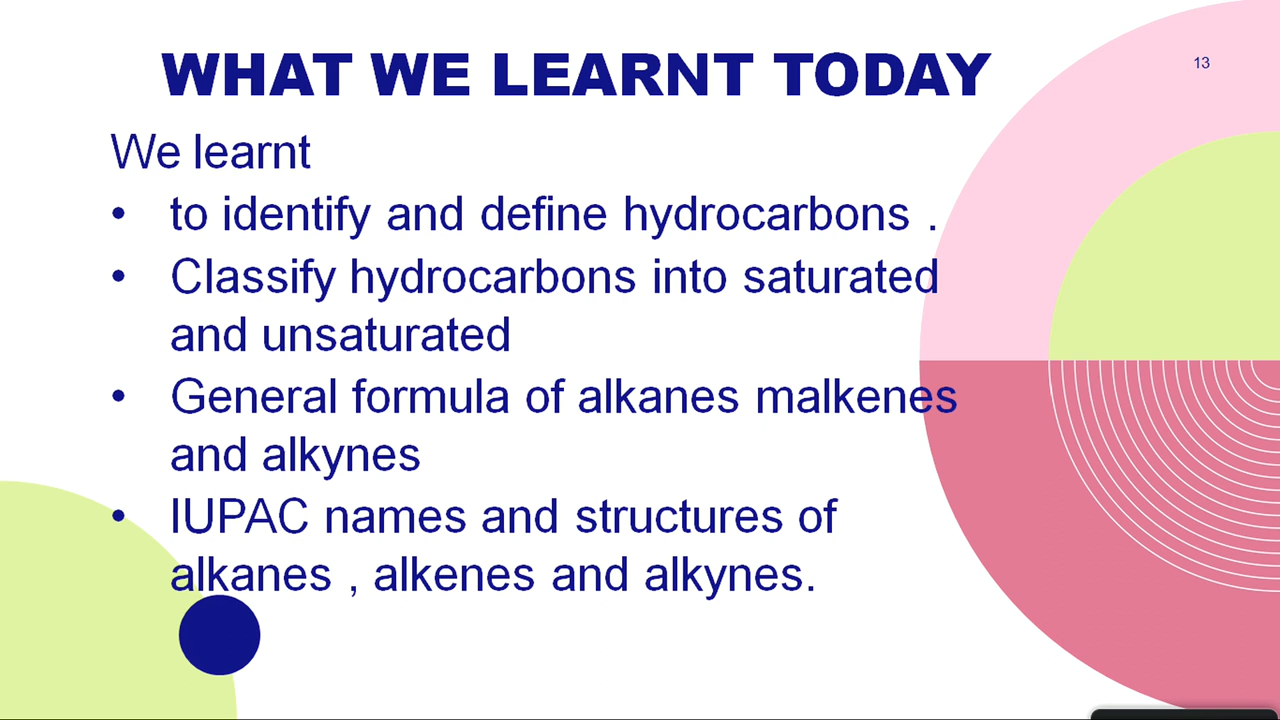 WHAT WE LEARNT TODAY
13
We learnt
• to identify and define hydrocarbons .
• Classify hydrocarbons into saturated
and unsaturated
• General formula of alkanes malkenes
and alkynes
• IUPAC names and structures of
alkanes , alkenes and alkynes.